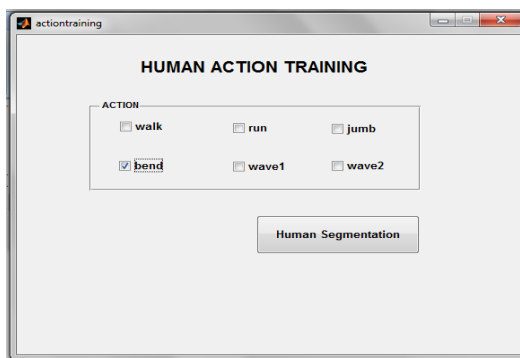 actiontraining
HUMAN ACTION TRAINING
ACTION
walk run jumb
bend wave1 wave2
Human Segmentation